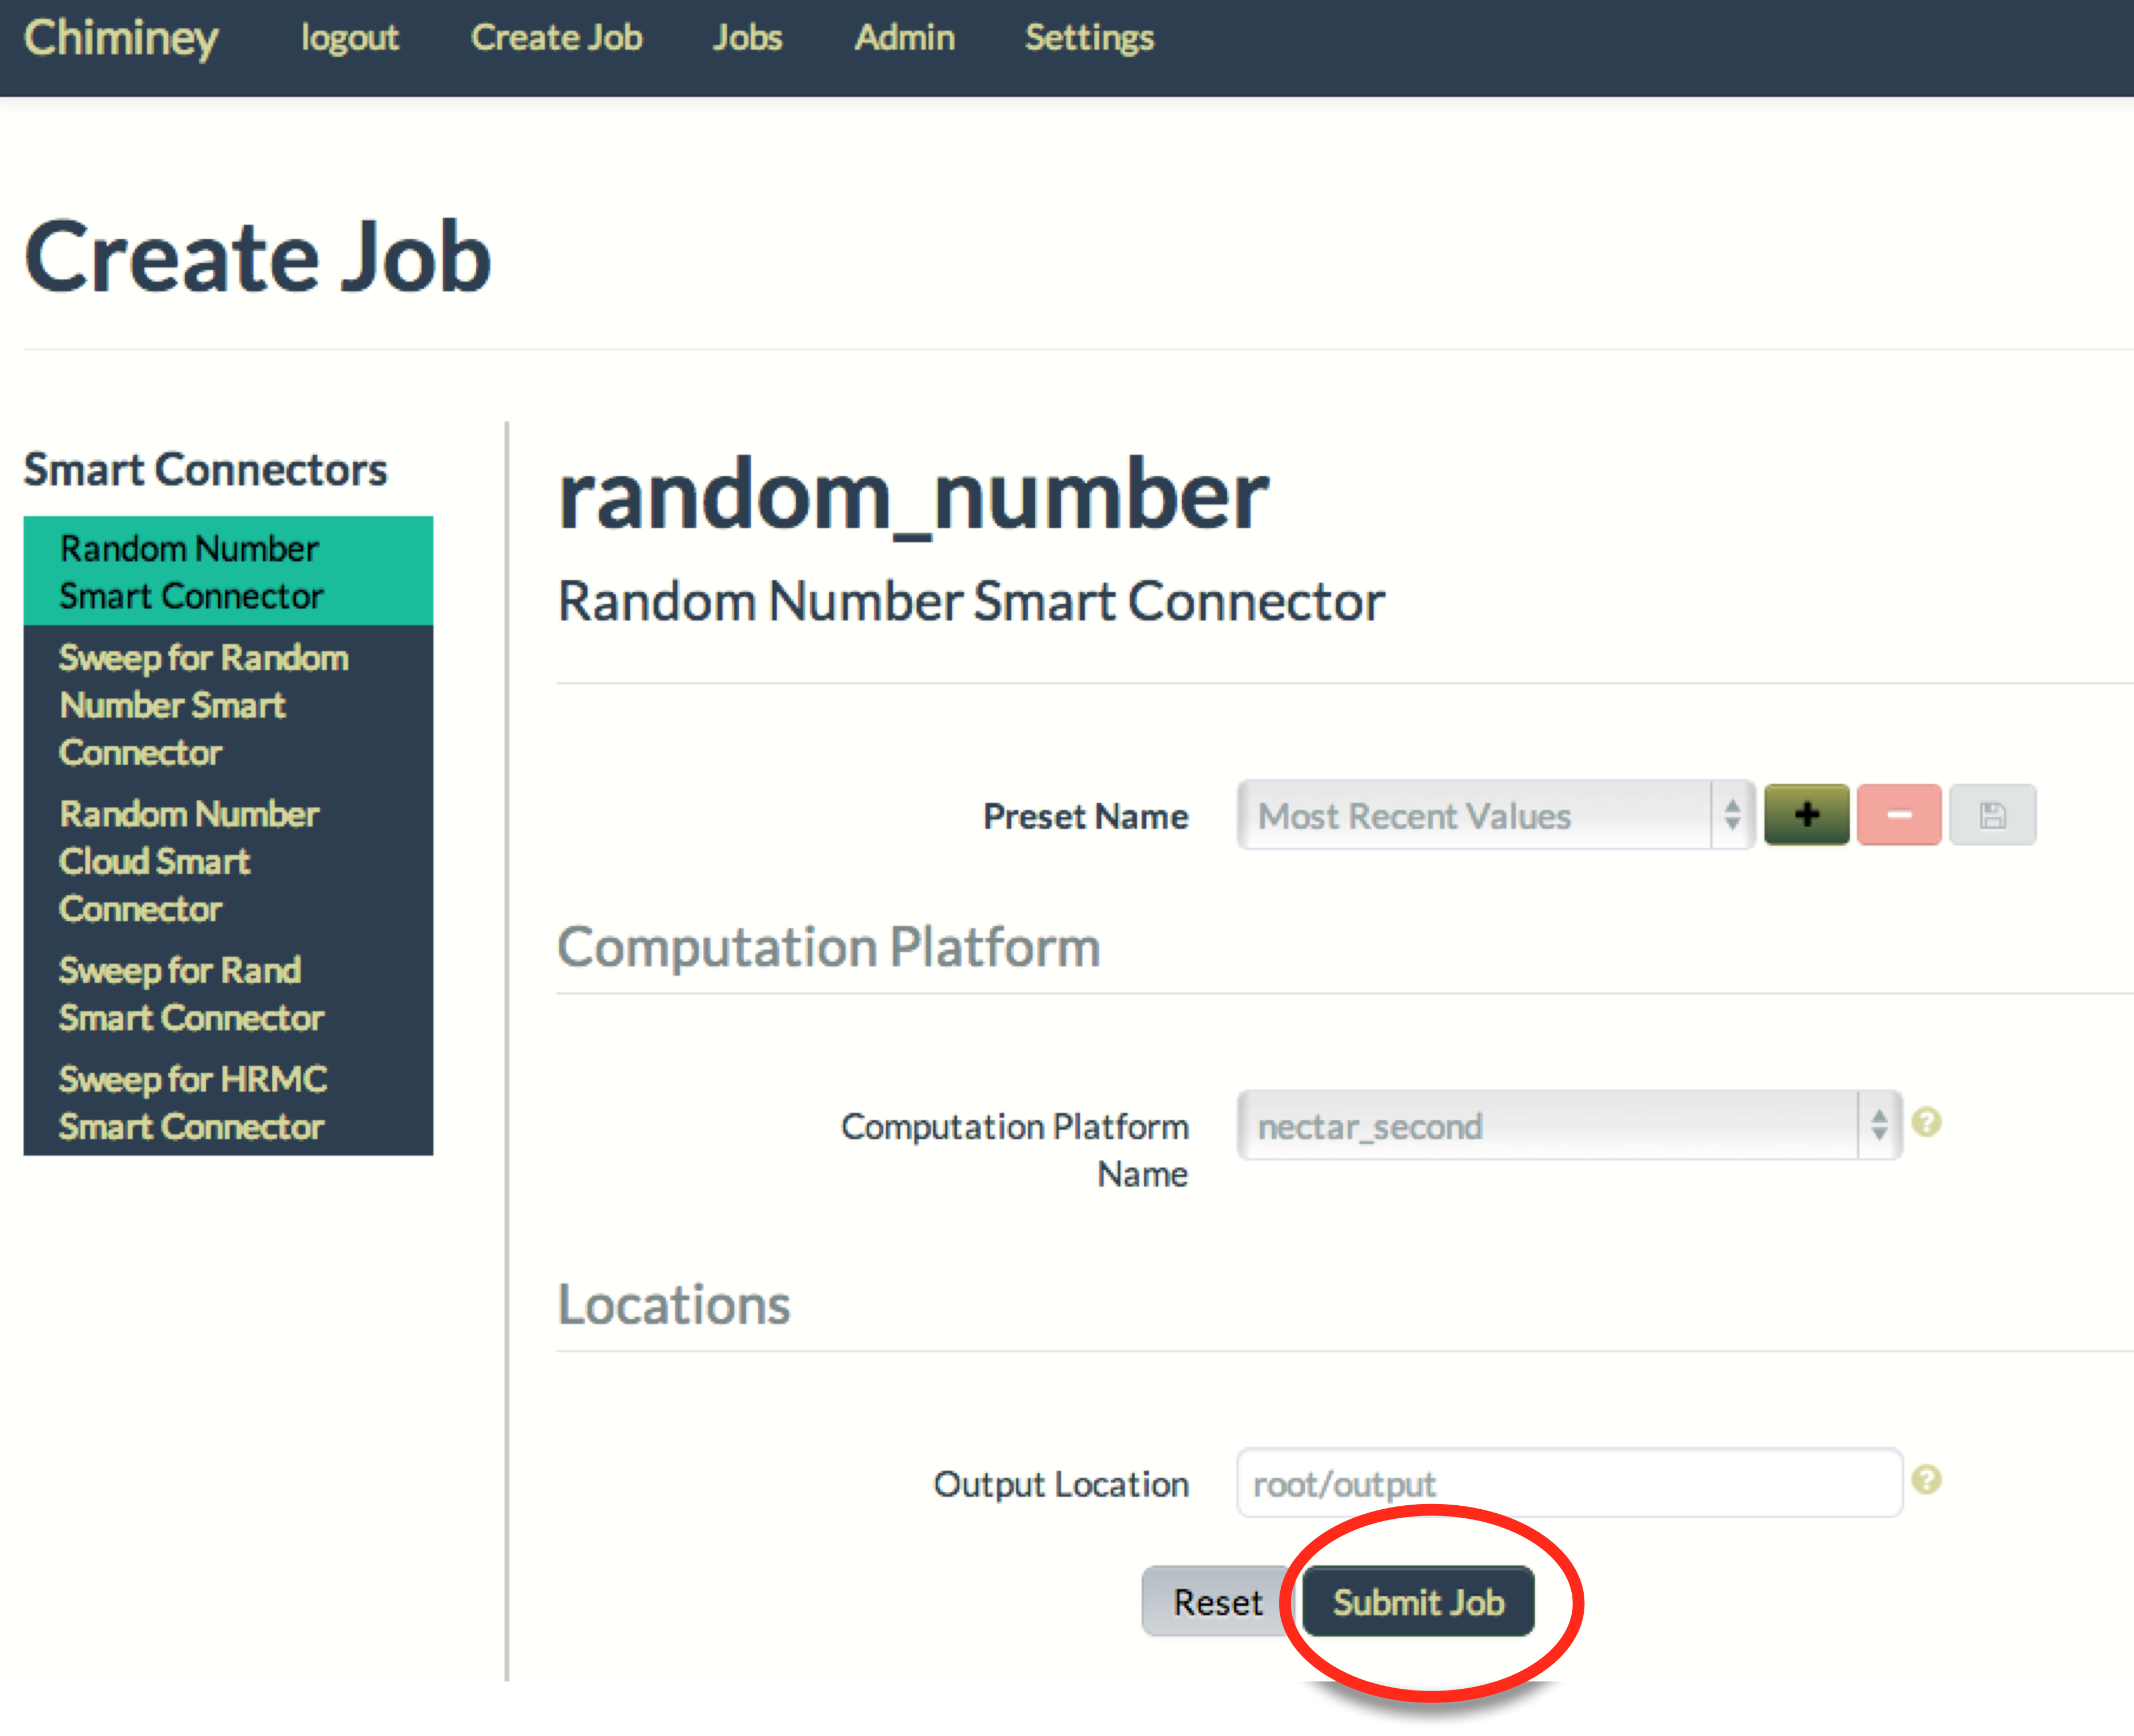 Chiminey logout Create Job Jobs Admin Settings
Create Job
Smart Connectors
Random Number
Smart Connector
Sweep for Random
Number Smart
Connector
Random Number
Cloud Smart
Connector
Sweep for Rand
Smart Connector
Sweep for HRMC
Smart Connector
random_number
Random Number Smart Connector
Preset Name Most Recent Values
Computation Platform
Computation Platform
Name
nectar_second
Locations
Output Location root/output
Reset Submit Job